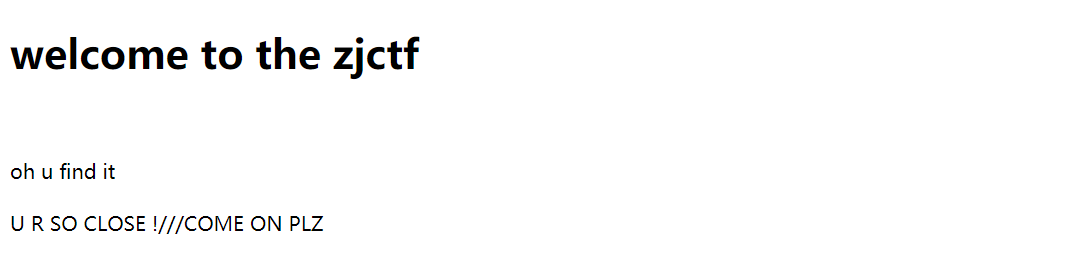 welcome to the zjctf
oh u find it
U R SO CLOSE !///COME ON PLZ